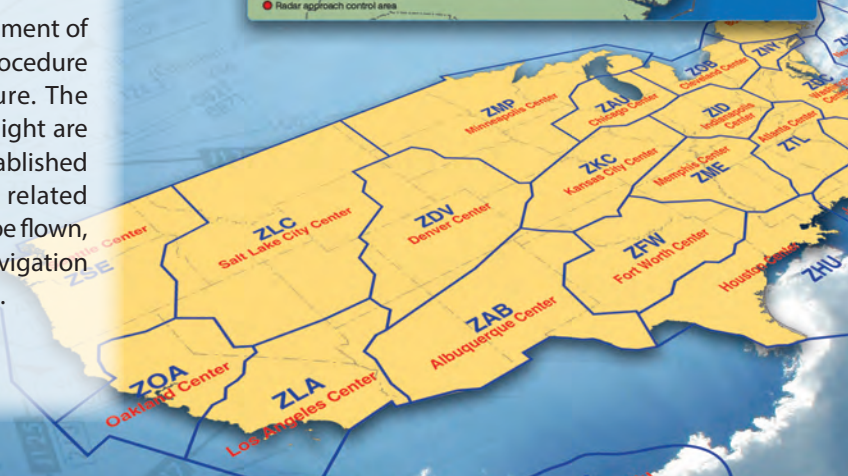 Radar approach control area
ment of
ocedure
ure. The
ight are
ablished
related
be flown,
vigation
.
ZMP
Minneapolis Center
ZAU
Chicago Center
ZOB
Cleveland Center
ZNY
ZDC
ZID
Indianapolis
Center
Atlanta Center
ZTL
ZKC
Kansas City Center
Memphis Center
ZME
ZLC
Salt Lake City Center
ZDV
Denver Center
ZFW
Fort Worth Center
Houston Center
ZHU
Center
ZSE
ZAB
Albuquerque Center
ZOA
Oakland Center
ZLA
Los Angeles Center